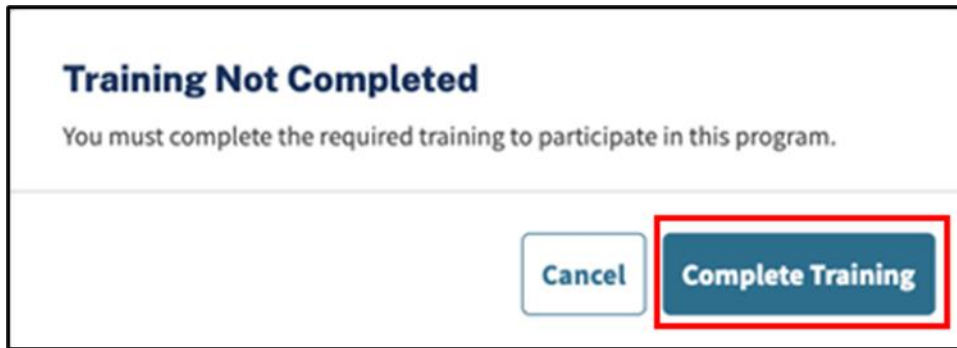 Training Not Completed
You must complete the required training to participate in this program.
Cancel
Complete Training